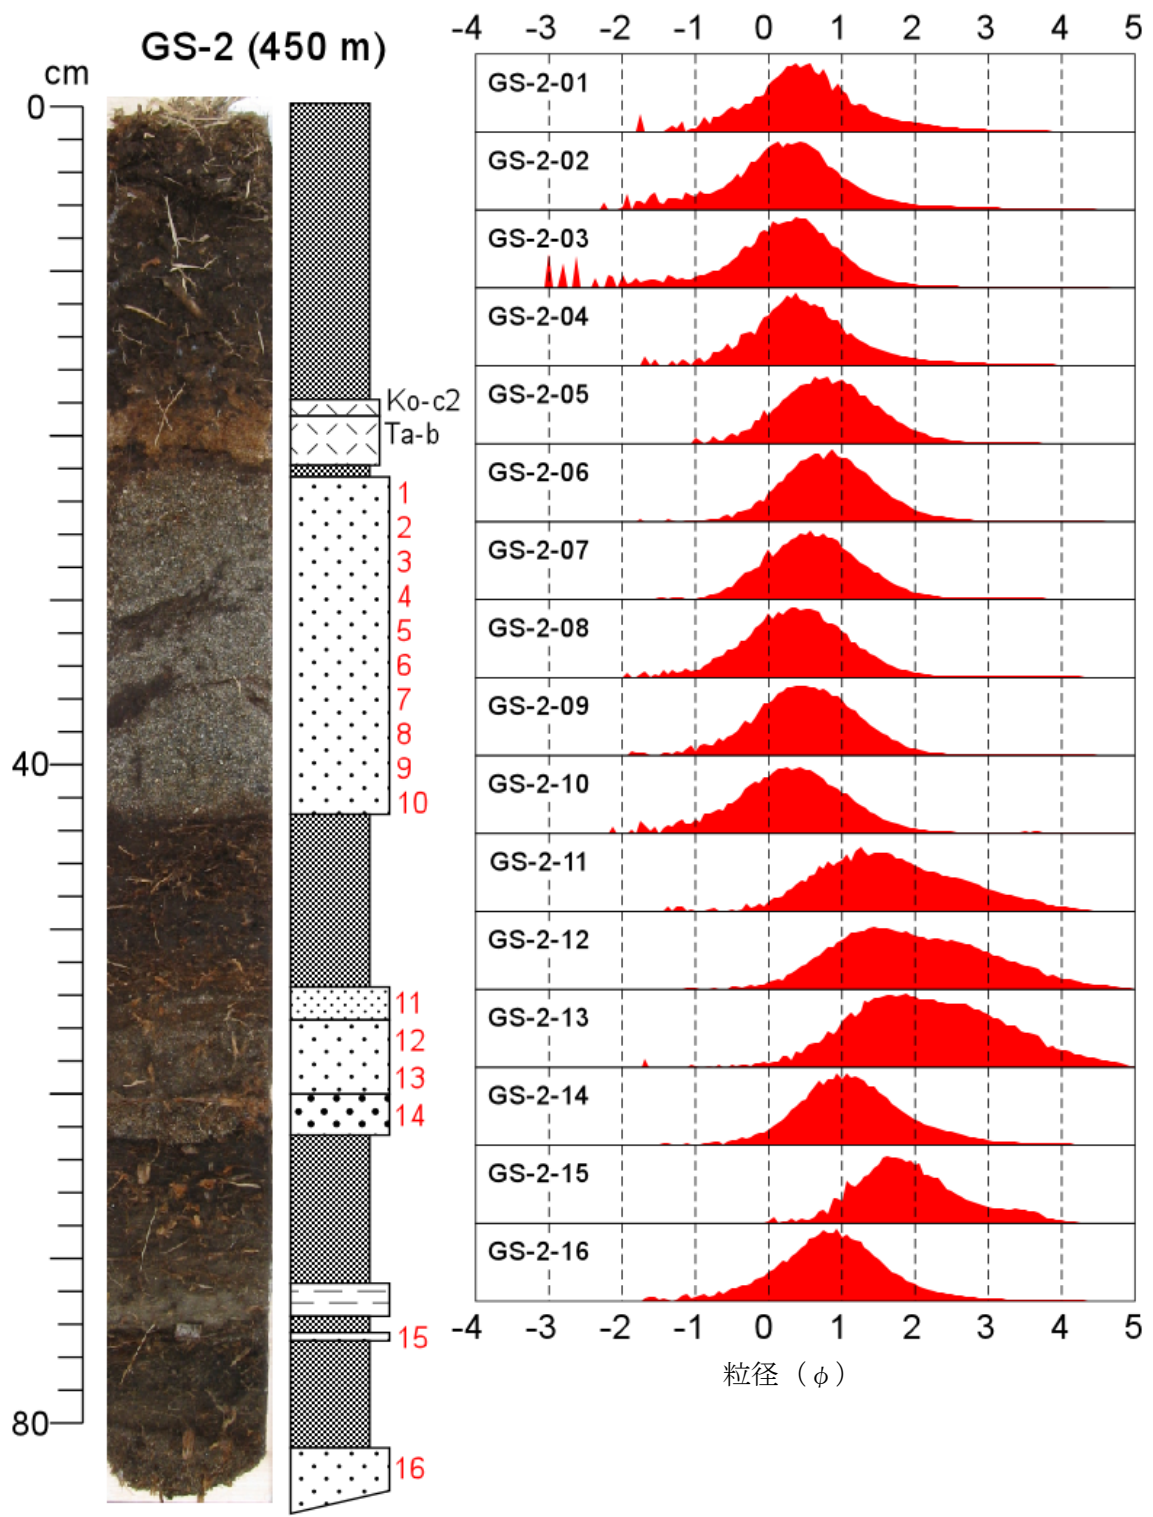 GS-2 (450 m)
cm
0
40
80
Ko-c2
Ta-b
1
2
3
4
5
6
7
8
9
10
11
12
13
14
15
16
-4 -3 -2 -1 0 1 2 3 4 5
GS-2-01
GS-2-02
GS-2-03
GS-2-04
GS-2-05
GS-2-06
GS-2-07
GS-2-08
GS-2-09
GS-2-10
GS-2-11
GS-2-12
GS-2-13
GS-2-14
GS-2-15
GS-2-16
-4 -3 -2 -1 0 1 2 3 4 5
粒径（φ）